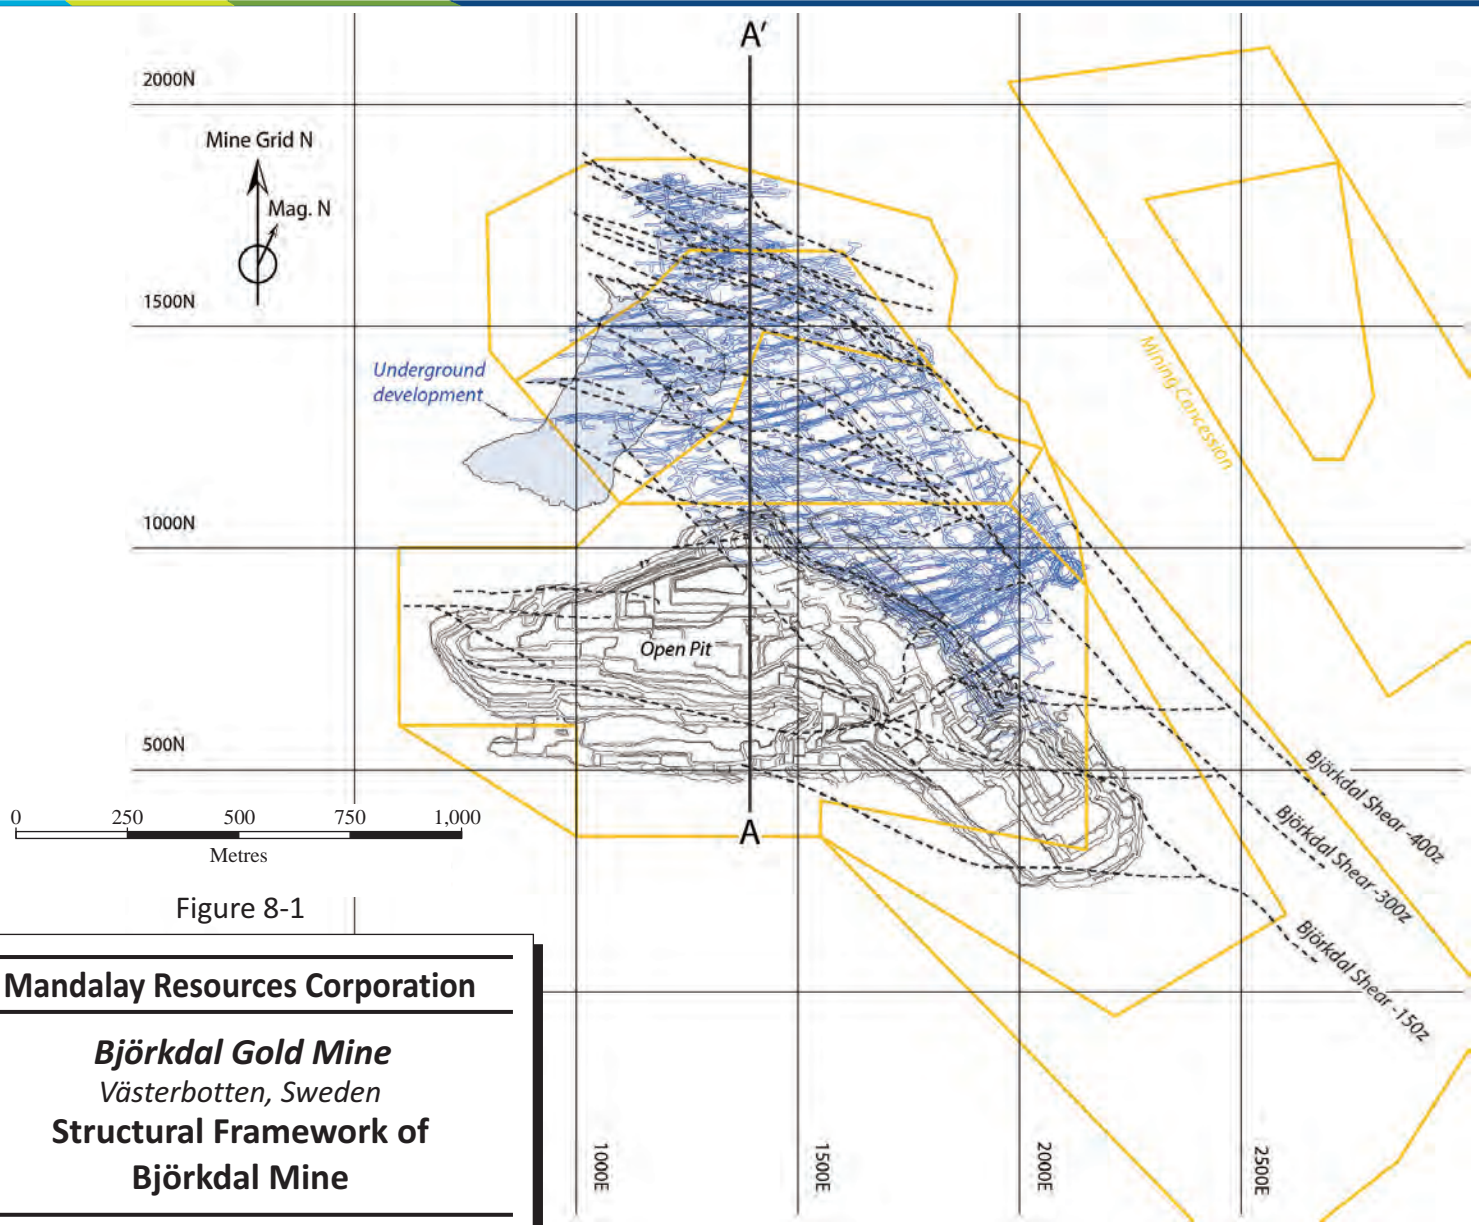 A'
2000N
Mine Grid N
Mag. N
1500N
Underground
development
Mining Concession
1000N
Open Pit
500N
0 250 500 750 1,000
Metres
A
Björkdal Shear -400z
Björkdal Shear -300z
Björkdal Shear -150z
Figure 8-1
Mandalay Resources Corporation
Björkdal Gold Mine
Västerbotten, Sweden
Structural Framework of
Björkdal Mine
1000E
1500E
2000E
2500E